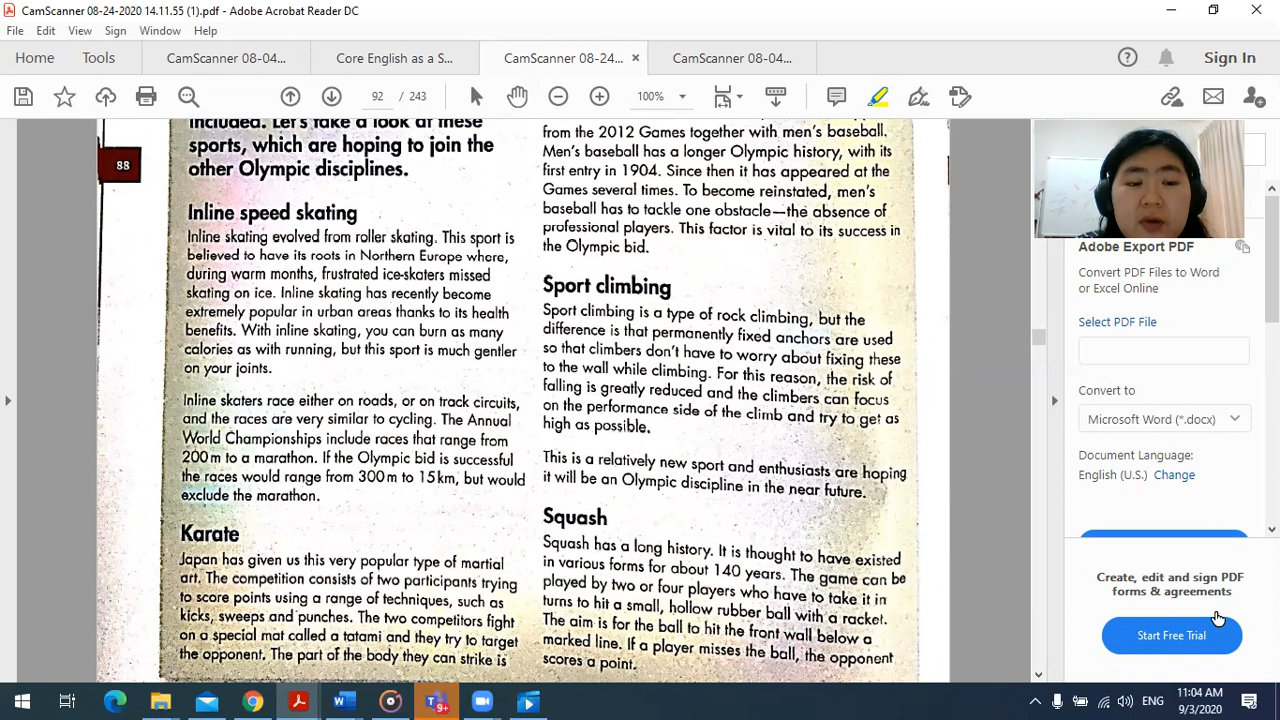 CamScanner 08-24-2020 14.11.55 (1).pdf - Adobe Acrobat Reader DC
File Edit View Sign Window Help
Home Tools CamScanner 08-04... Core English as a S... CamScanner 08-24... CamScanner 08-04... Sign In
92 / 243 100%
88
included. Let's take a look at these
sports, which are hoping to join the
other Olympic disciplines.
Inline speed skating
Inline skating evolved from roller skating. This sport is
believed to have its roots in Northern Europe where,
during warm months, frustrated ice-skaters missed
skating on ice. Inline skating has recently become
extremely popular in urban areas thanks to its health
benefits. With inline skating, you can burn as many
calories as with running, but this sport is much gentler
on your joints.
Inline skaters race either on roads, or on track circuits,
and the races are very similar to cycling. The Annual
World Championships include races that range from
200m to a marathon. If the Olympic bid is successful
the races would range from 300m to 15km, but would
exclude the marathon.
Karate
Japan has given us this very popular type of martial
art. The competition consists of two participants trying
to score points using a range of techniques, such as
kicks, sweeps and punches. The two competitors fight
on a special mat called a tatami and they try to target
the opponent. The part of the body they can strike is
from the 2012 Games together with men's baseball.
Men's baseball has a longer Olympic history, with its
first entry in 1904. Since then it has appeared at the
Games several times. To become reinstated, men's
baseball has to tackle one obstacle—the absence of
professional players. This factor is vital to its success in
the Olympic bid.
Sport climbing
Sport climbing is a type of rock climbing, but the
difference is that permanently fixed anchors are used
so that climbers don't have to worry about fixing these
to the wall while climbing. For this reason, the risk of
falling is greatly reduced and the climbers can focus
on the performance side of the climb and try to get as
high as possible.
This is a relatively new sport and enthusiasts are hoping
it will be an Olympic discipline in the near future.
Squash
Squash has a long history. It is thought to have existed
in various forms for about 140 years. The game can be
played by two or four players who have to take it in
turns to hit a small, hollow rubber ball with a racket.
The aim is for the ball to hit the front wall below a
marked line. If a player misses the ball, the opponent
scores a point.
Adobe Export PDF
Convert PDF Files to Word
or Excel Online
Select PDF File
Convert to
Microsoft Word (*.docx)
Document Language:
English (U.S.) Change
Create, edit and sign PDF
forms & agreements
Start Free Trial
9+
ENG
11:04 AM
9/3/2020